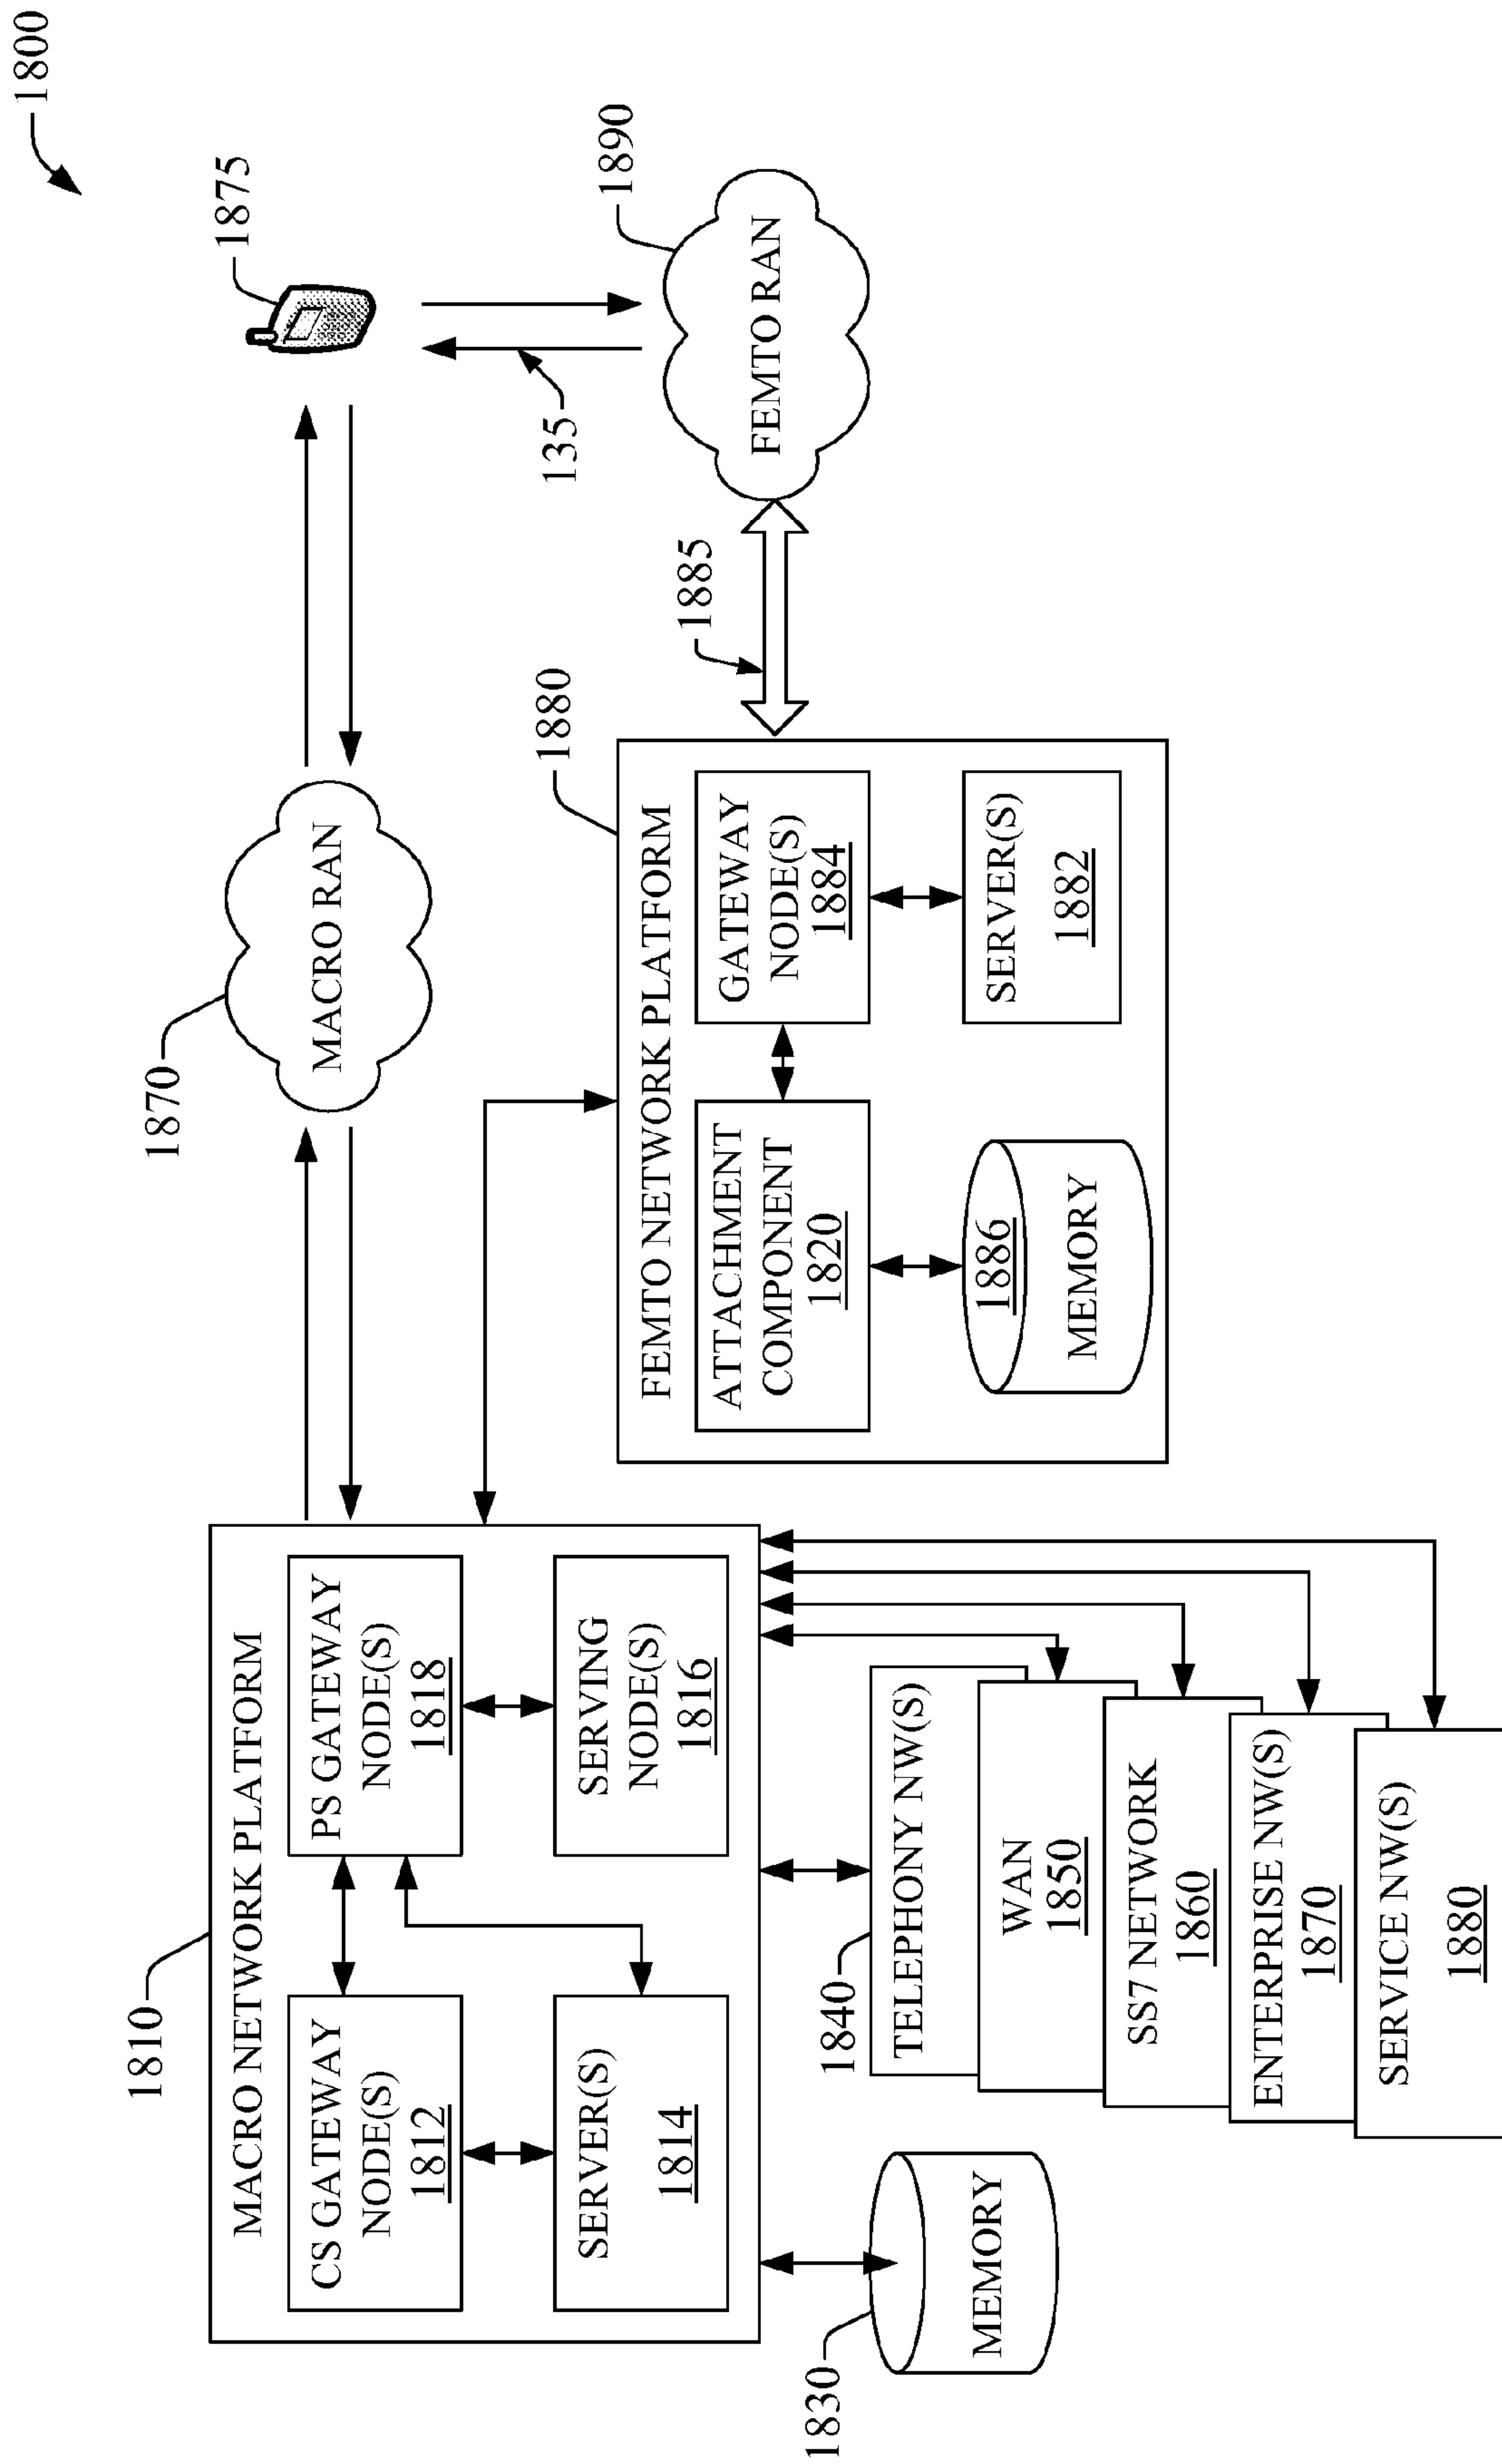 1800
1875
1870
MACRO RAN
135
1890
FEMTO RAN
1885
1810
MACRO NETWORK PLATFORM
CS GATEWAY
NODE(S)
1812
PS GATEWAY
NODE(S)
1818
SERVER(S)
1814
SERVING
NODE(S)
1816
1880
FEMTO NETWORK PLATFORM
ATTACHMENT
COMPONENT
1820
GATEWAY
NODE(S)
1884
1886
MEMORY
SERVER(S)
1882
1830
MEMORY
1840
TELEPHONY NW(S)
WAN
1850
SS7 NETWORK
1860
ENTERPRISE NW(S)
1870
SERVICE NW(S)
1880